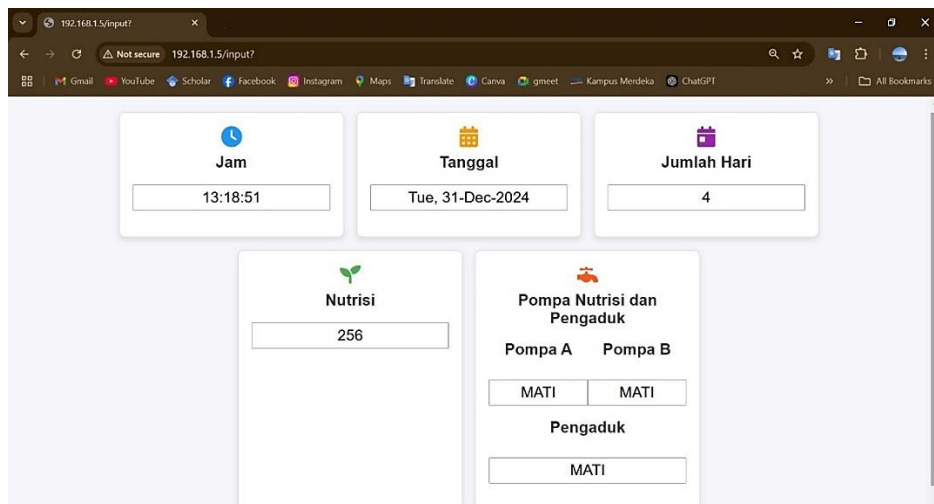 192.168.1.5/input?
Not secure 192.168.1.5/input?
Gmail YouTube Scholar Facebook Instagram Maps Translate Canva gmeet Kampus Merdeka ChatGPT » All Bookmarks
Jam Tanggal Jumlah Hari
13:18:51 Tue, 31-Dec-2024 4
Nutrisi
256
Pompa Nutrisi dan
Pengaduk
Pompa A Pompa B
MATI MATI
Pengaduk
MATI